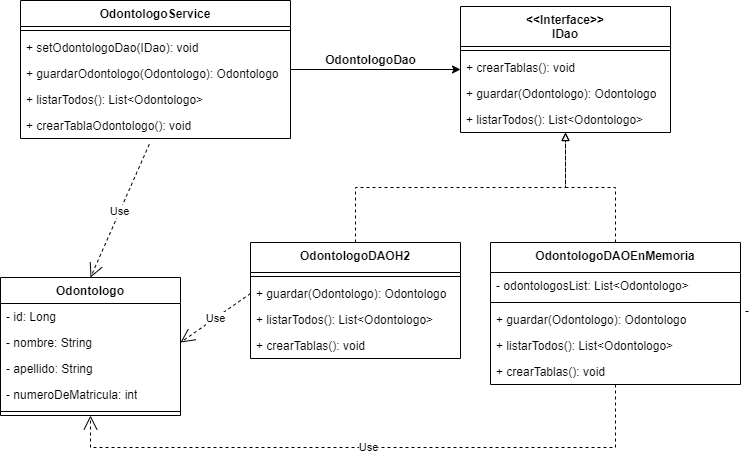 OdontologoService
+ setOdontologoDao(IDao): void
+ guardarOdontologo(Odontologo): Odontologo
+ listarTodos(): List<Odontologo>
+ crearTablaOdontologo(): void
OdontologoDao
<<Interface>>
IDao
+ crearTablas(): void
+ guardar(Odontologo): Odontologo
+ listarTodos(): List<Odontologo>
Use
Odontologo
- id: Long
- nombre: String
- apellido: String
- numeroDeMatricula: int
Use
OdontologoDAOH2
+ guardar(Odontologo): Odontologo
+ listarTodos(): List<Odontologo>
+ crearTablas(): void
OdontologoDAOEnMemoria
- odontologosList: List<Odontologo>
+ guardar(Odontologo): Odontologo
+ listarTodos(): List<Odontologo>
+ crearTablas(): void
-
Use